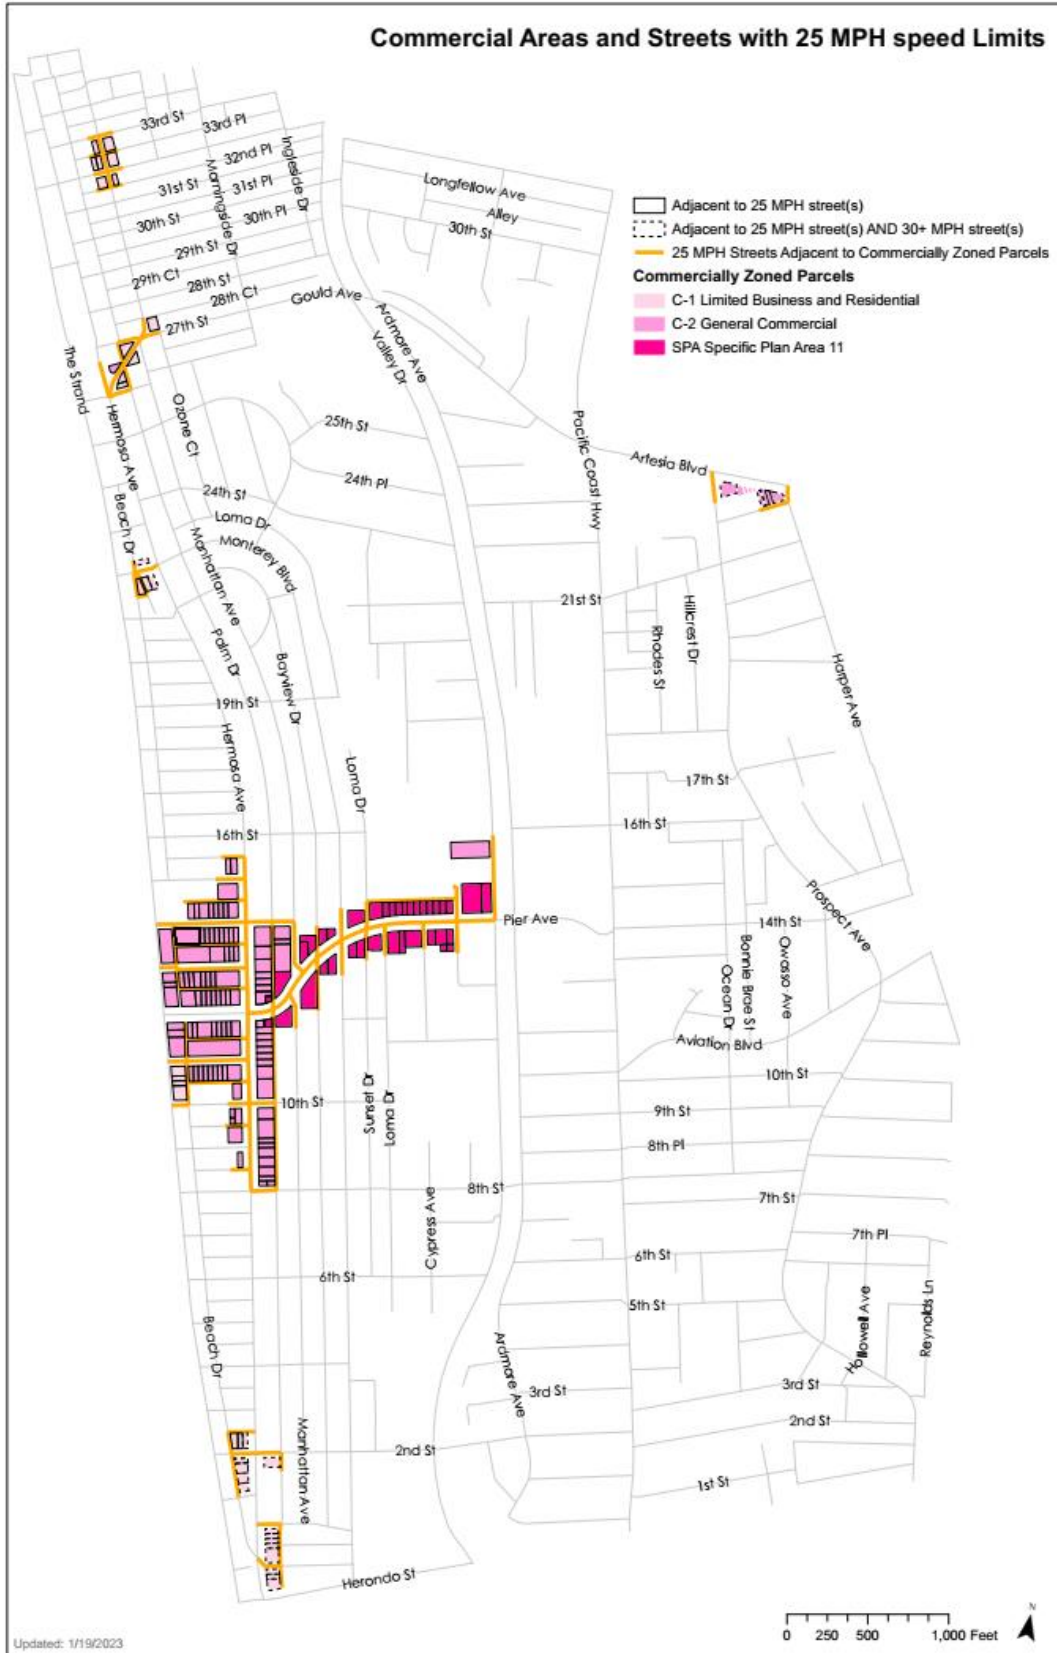 Commercial Areas and Streets with 25 MPH speed Limits
33rd St
33rd Pl
32nd Pl
Ingleside Dr
31st St
31st Pl
Morningside Dr
30th St
30th Pl
29th St
29th Ct
28th St
28th Ct
27th St
Longfellow Ave
Alley
30th St
Adjacent to 25 MPH street(s)
Adjacent to 25 MPH street(s) AND 30+ MPH street(s)
25 MPH Streets Adjacent to Commercially Zoned Parcels
Commercially Zoned Parcels
C-1 Limited Business and Residential
C-2 General Commercial
SPA Specific Plan Area 11
Gould Ave
Ardmore Ave
Valley Dr
The Strand
Hermosa Ave
Ozone Ct
25th St
24th Pl
24th St
Pacific Coast Hwy
Artesia Blvd
Beach Dr
Loma Dr
Monterey Blvd
Manhattan Ave
Palm Dr
Bayview Dr
21st St
Rhodes St
Hillcrest Dr
Harper Ave
19th St
Hermosa Ave
Loma Dr
17th St
16th St
16th St
Pier Ave
Prospect Ave
14th St
Bonnie Brae St
Ocean Dr
Owosso Ave
Aviation Blvd
10th St
10th St
Sunset Dr
Loma Dr
9th St
8th Pl
8th St
7th St
Cypress Ave
7th Pl
6th St
6th St
5th St
Hollowell Ave
Reynolds Ln
Beach Dr
Ardmore Ave
3rd St
3rd St
2nd St
Manhattan Ave
2nd St
1st St
Herondo St
N
0 250 500 1,000 Feet
Updated: 1/19/2023